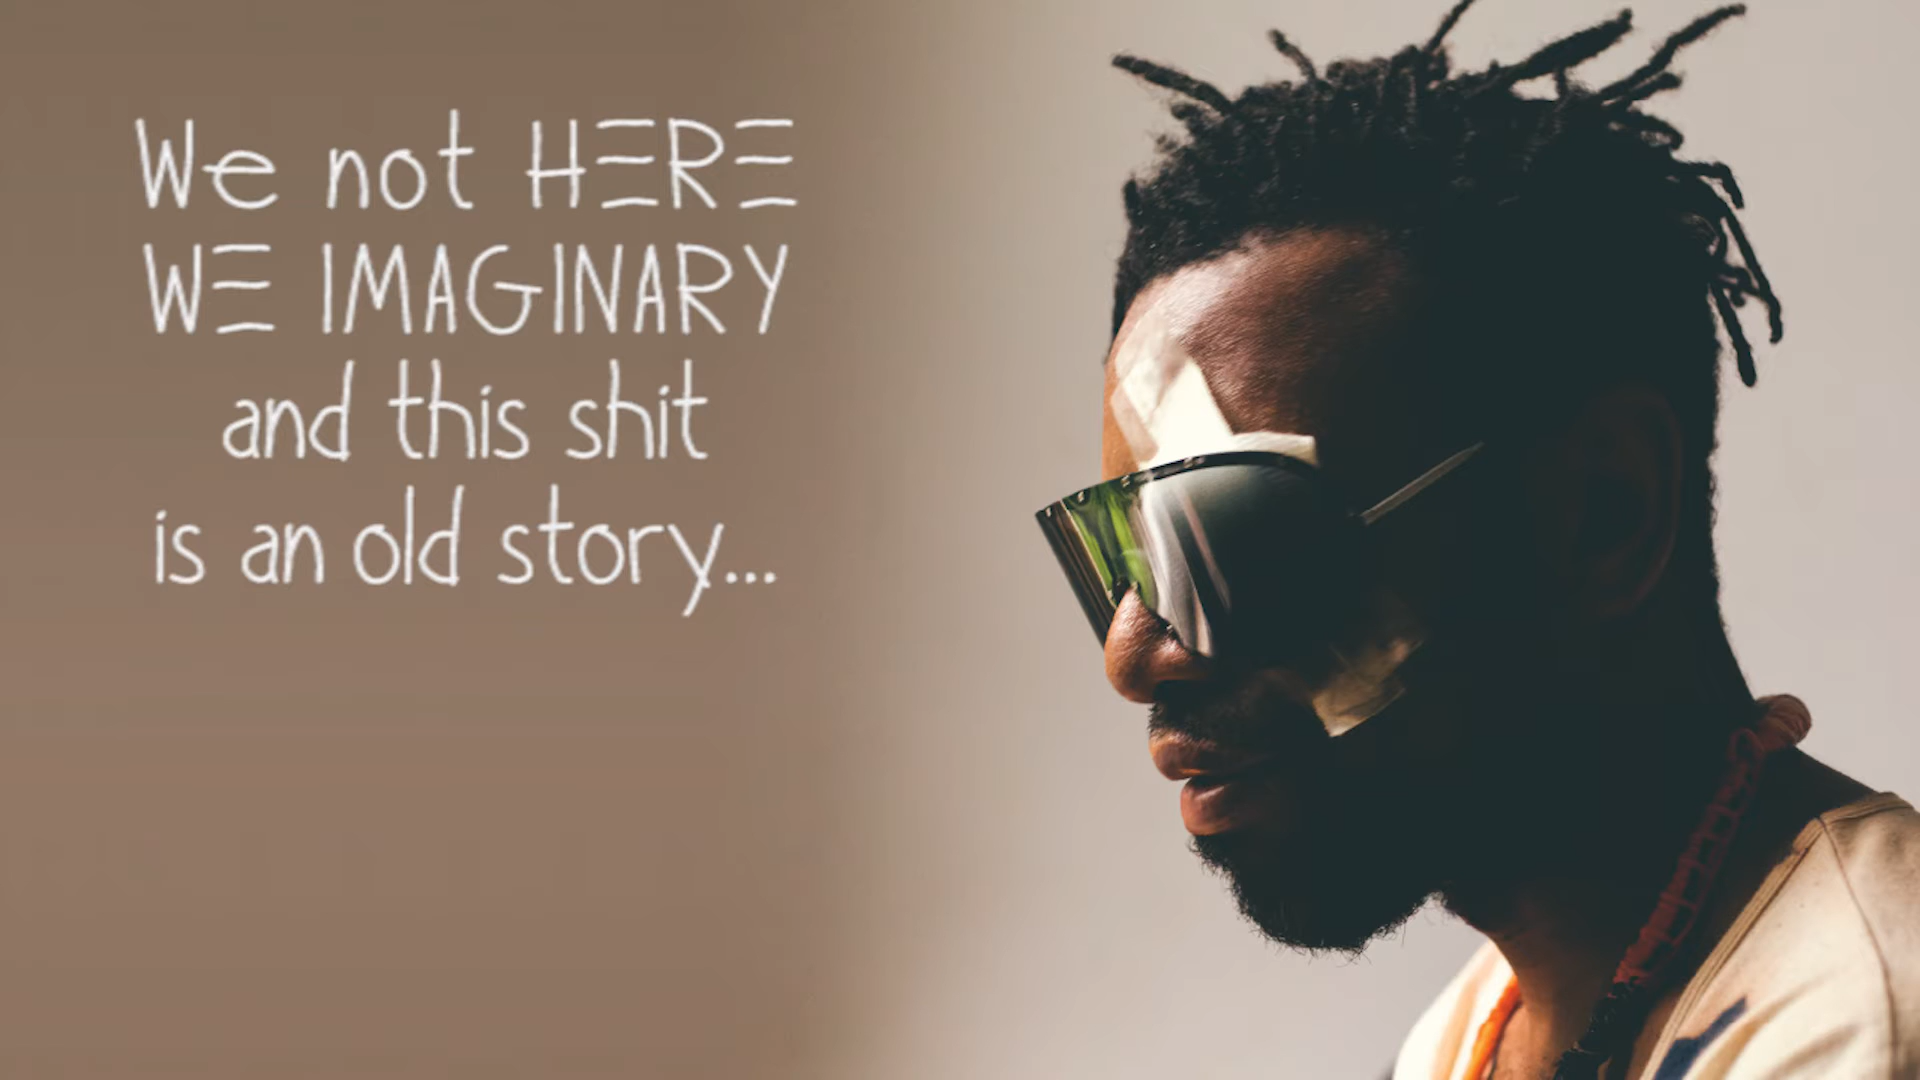 We not HERE
WE IMAGINARY
and this shit
is an old story...